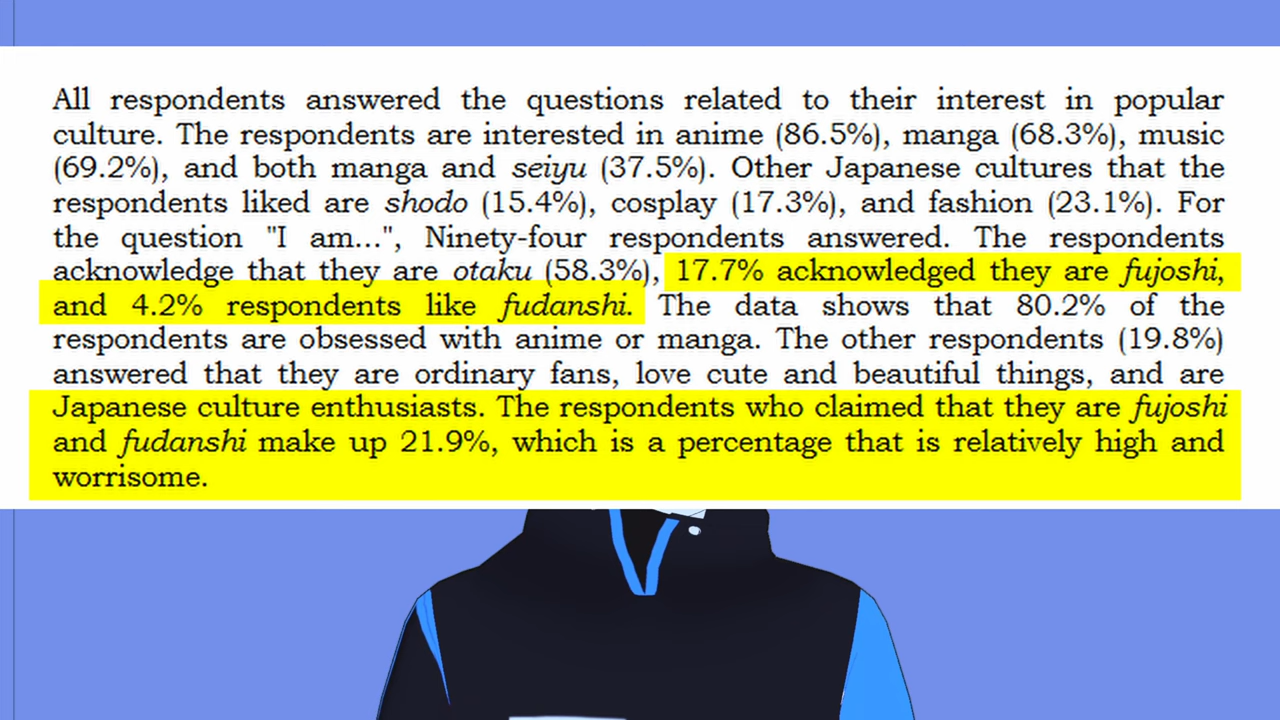 All respondents answered the questions related to their interest in popular
culture. The respondents are interested in anime (86.5%), manga (68.3%), music
(69.2%), and both manga and seiyu (37.5%). Other Japanese cultures that the
respondents liked are shodo (15.4%), cosplay (17.3%), and fashion (23.1%). For
the question "I am...", Ninety-four respondents answered. The respondents
acknowledge that they are otaku (58.3%), 17.7% acknowledged they are fujoshi,
and 4.2% respondents like fudanshi. The data shows that 80.2% of the
respondents are obsessed with anime or manga. The other respondents (19.8%)
answered that they are ordinary fans, love cute and beautiful things, and are
Japanese culture enthusiasts. The respondents who claimed that they are fujoshi
and fudanshi make up 21.9%, which is a percentage that is relatively high and
worrisome.